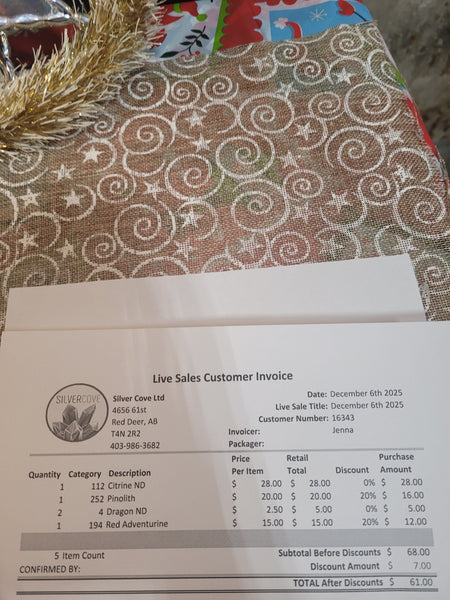 Live Sales Customer Invoice
SILVERCOVE
Silver Cove Ltd
4656 61st
Red Deer, AB
T4N 2R2
403-986-3682
Date: December 6th 2025
Live Sale Title: December 6th 2025
Customer Number: 16343
Invoicer: Jenna
Packager:
Price Retail Purchase
Quantity Category Description Per Item Total Discount Amount
1 112 Citrine ND $ 28.00 $ 28.00 0% $ 28.00
1 252 Pinolith $ 20.00 $ 20.00 20% $ 16.00
2 4 Dragon ND $ 2.50 $ 5.00 0% $ 5.00
1 194 Red Adventurine $ 15.00 $ 15.00 20% $ 12.00
5 Item Count Subtotal Before Discounts $ 68.00
CONFIRMED BY: Discount Amount $ 7.00
TOTAL After Discounts $ 61.00